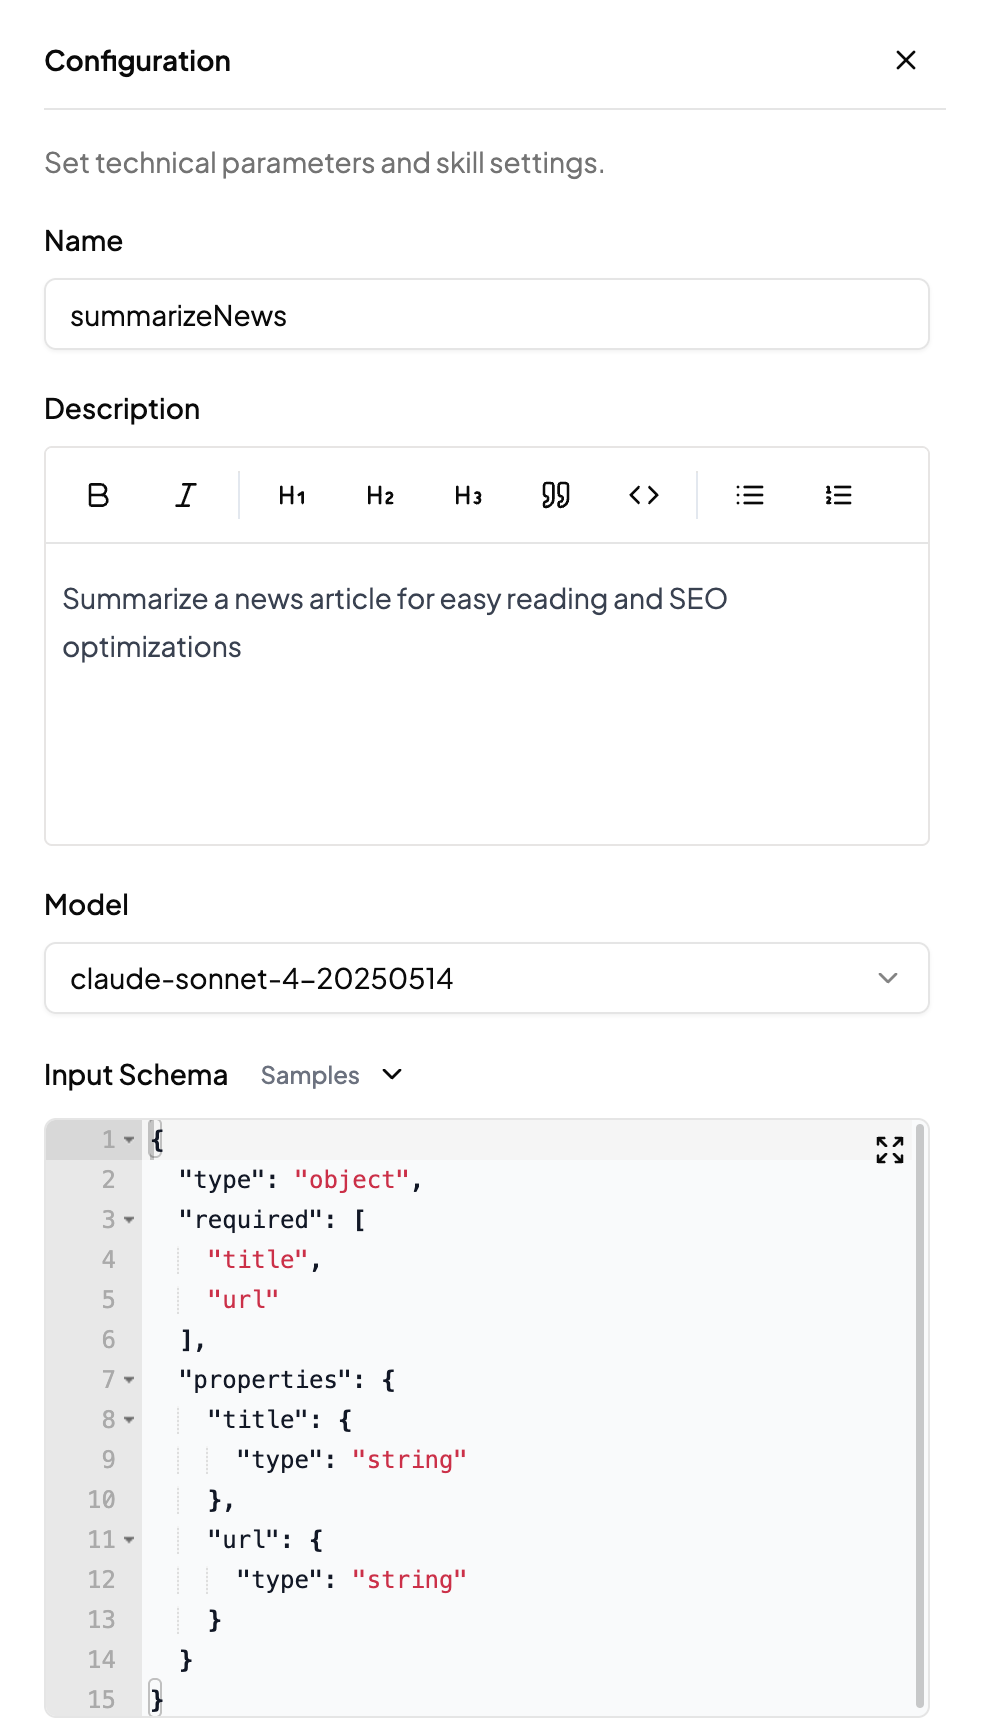 Configuration
Set technical parameters and skill settings.
Name
summarizeNews
Description
B I H1 H2 H3
Summarize a news article for easy reading and SEO
optimizations
Model
claude-sonnet-4-20250514
Input Schema Samples
1 {
2 "type": "object",
3 "required": [
4 "title",
5 "url"
6 ],
7 "properties": {
8 "title": {
9 "type": "string"
10 },
11 "url": {
12 "type": "string"
13 }
14 }
15 }